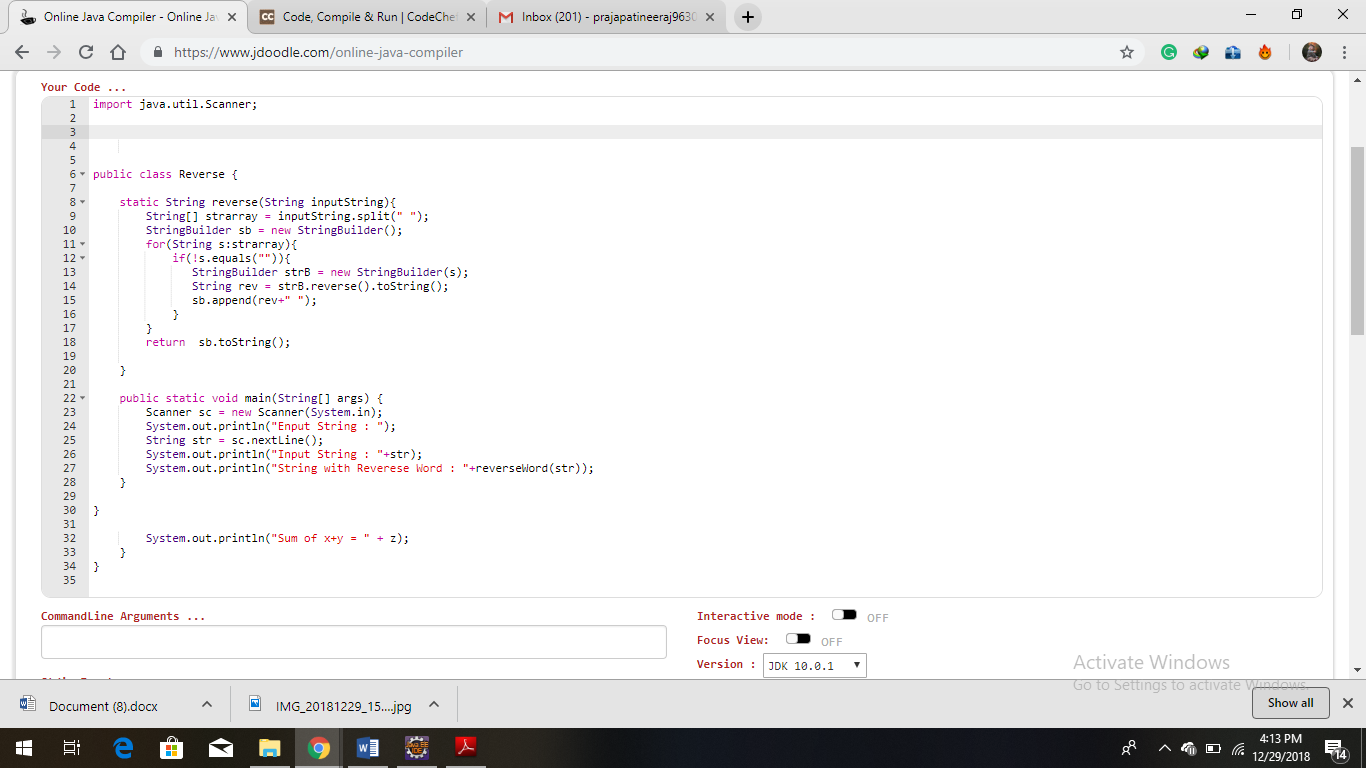 Online Java Compiler - Online Ja
Code, Compile & Run | CodeChe
Inbox (201) - prajapatineeraj9630
https://www.jdoodle.com/online-java-compiler
Your Code ...
1 import java.util.Scanner;
2
3
4
5
6 public class Reverse {
7
8 static String reverse(String inputString){
9 String[] strarray = inputString.split(" ");
10 StringBuilder sb = new StringBuilder();
11 for(String s:strarray){
12 if(!s.equals("")){
13 StringBuilder strB = new StringBuilder(s);
14 String rev = strB.reverse().toString();
15 sb.append(rev+" ");
16 }
17 }
18 return sb.toString();
19
20 }
21
22 public static void main(String[] args) {
23 Scanner sc = new Scanner(System.in);
24 System.out.println("Enput String : ");
25 String str = sc.nextLine();
26 System.out.println("Input String : "+str);
27 System.out.println("String with Reverese Word : "+reverseWord(str));
28 }
29
30 }
31
32 System.out.println("Sum of x+y = " + z);
33 }
34 }
35
CommandLine Arguments ...
Interactive mode : OFF
Focus View: OFF
Version : JDK 10.0.1
Activate Windows
Go to Settings to activate Windows.
Document (8).docx
IMG_20181229_15....jpg
Show all
4:13 PM
12/29/2018
14